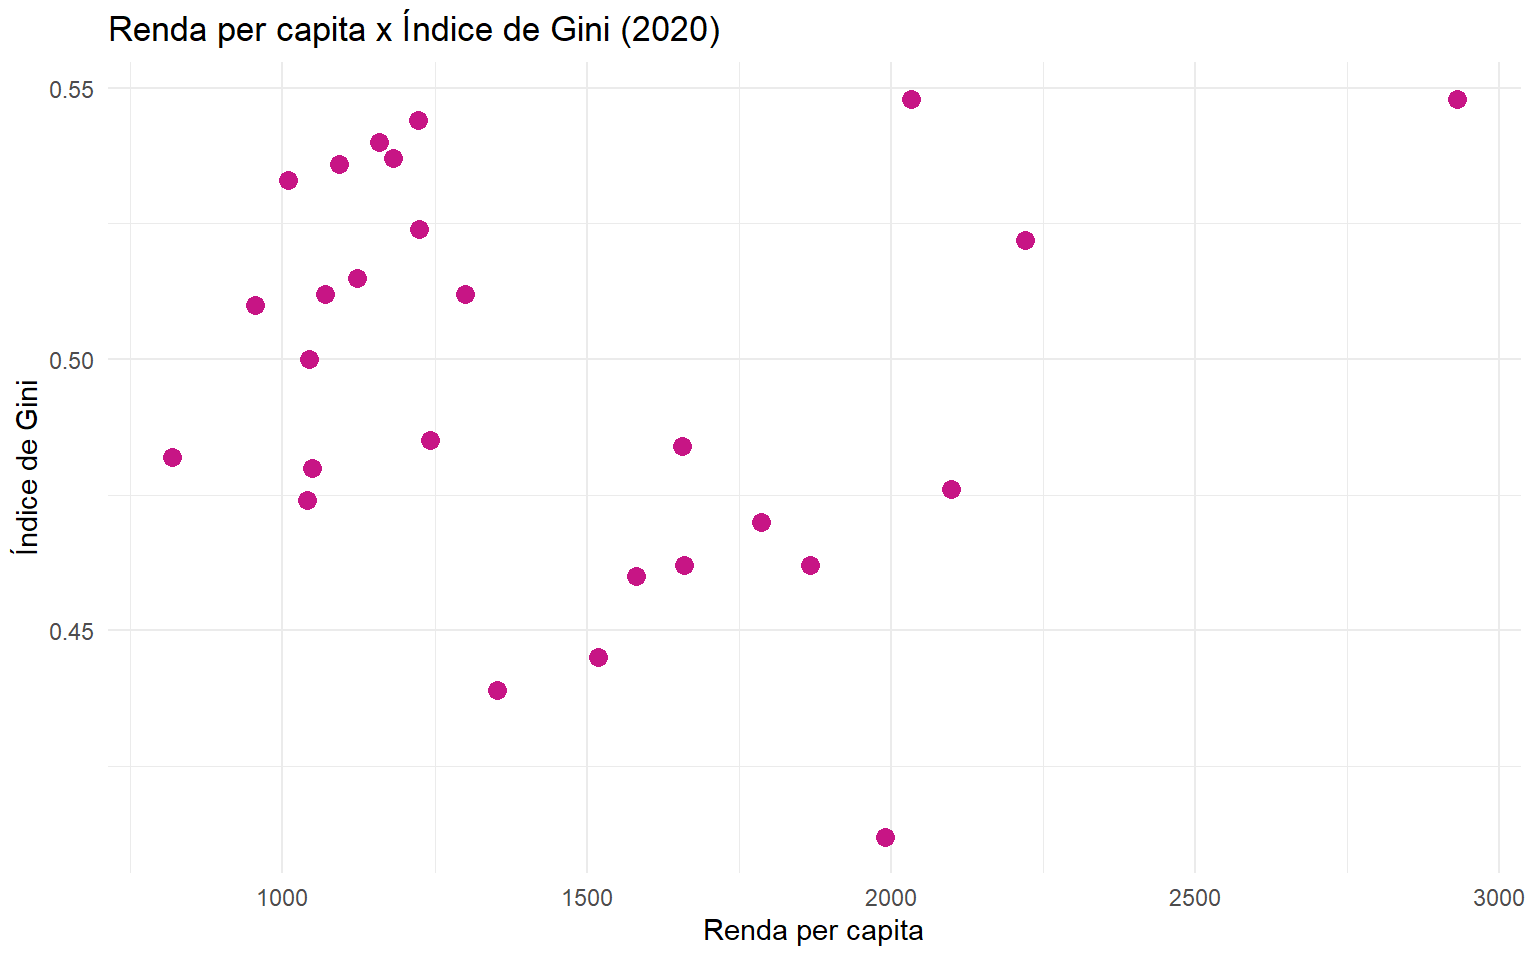 Renda per capita x Índice de Gini (2020)
0.55
0.50
0.45
Índice de Gini
1000
1500
2000
2500
3000
Renda per capita